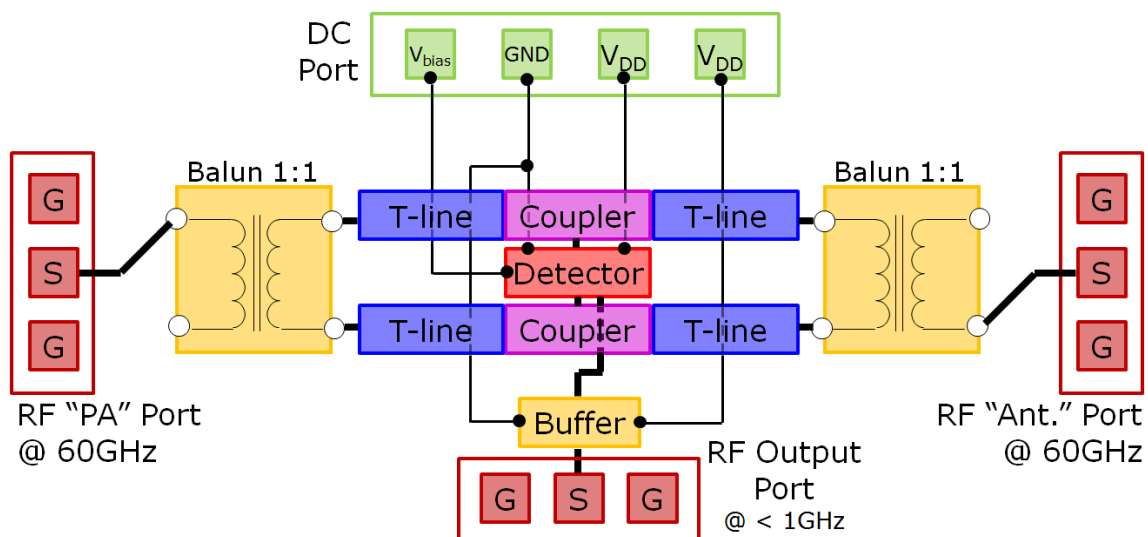 DC
Port
Vbias
GND
VDD
VDD
Balun 1:1
Balun 1:1
G
S
G
T-line
Coupler
T-line
Detector
T-line
Coupler
T-line
G
S
G
RF “PA” Port
@ 60GHz
Buffer
RF “Ant.” Port
@ 60GHz
RF Output
Port
@ < 1GHz
G
S
G